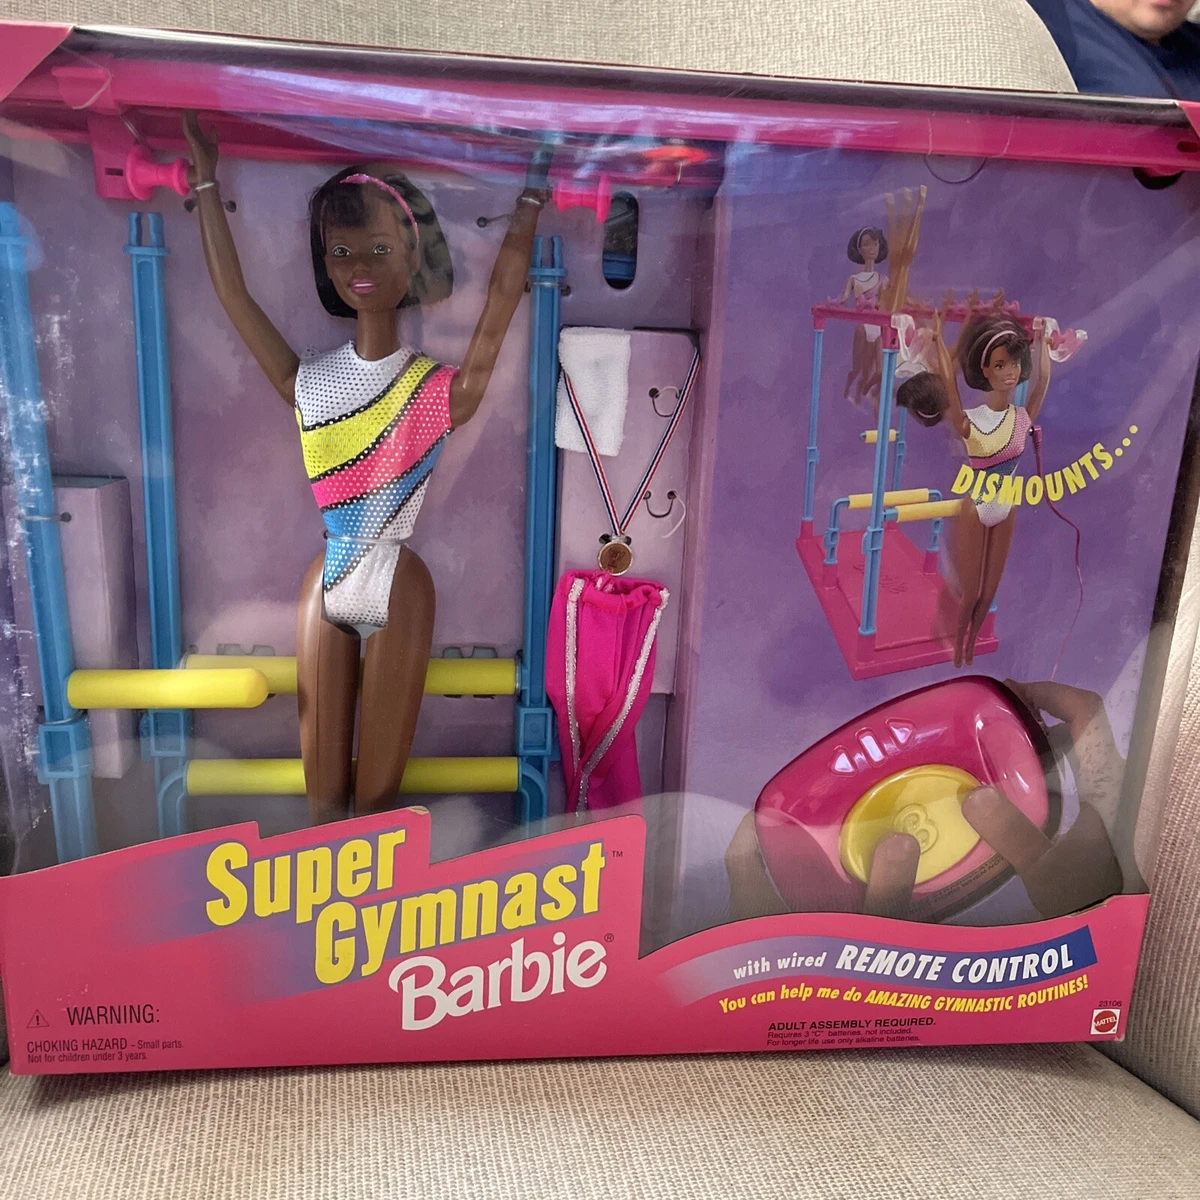 DISMOUNTS...
Super
Gymnast™
Barbie®
with wired REMOTE CONTROL
You can help me do AMAZING GYMNASTIC ROUTINES!
⚠ WARNING:
CHOKING HAZARD – Small parts.
Not for children under 3 years.
ADULT ASSEMBLY REQUIRED.
Requires 3 "C" batteries, not included.
For longer life use only alkaline batteries.
23106
MATTEL
B